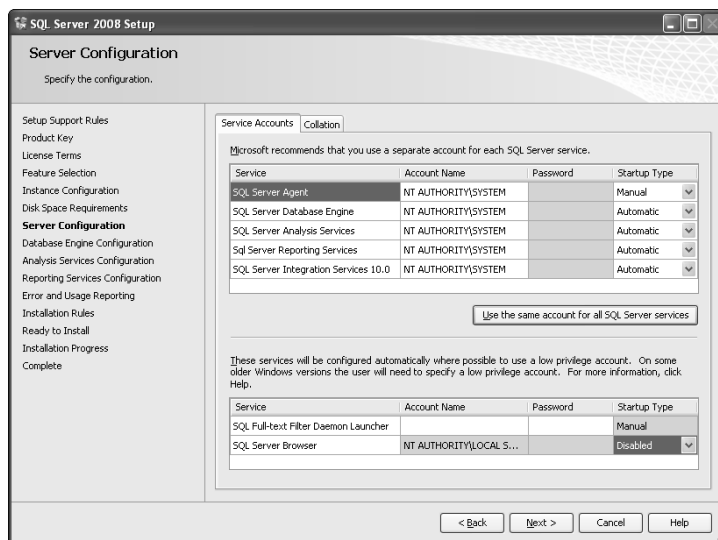 SQL Server 2008 Setup
Server Configuration
Specify the configuration.
Setup Support Rules
Product Key
License Terms
Feature Selection
Instance Configuration
Disk Space Requirements
Server Configuration
Database Engine Configuration
Analysis Services Configuration
Reporting Services Configuration
Error and Usage Reporting
Installation Rules
Ready to Install
Installation Progress
Complete
Service Accounts Collation
Microsoft recommends that you use a separate account for each SQL Server service.
Service Account Name Password Startup Type
SQL Server Agent NT AUTHORITY\SYSTEM Manual
SQL Server Database Engine NT AUTHORITY\SYSTEM Automatic
SQL Server Analysis Services NT AUTHORITY\SYSTEM Automatic
Sql Server Reporting Services NT AUTHORITY\SYSTEM Automatic
SQL Server Integration Services 10.0 NT AUTHORITY\SYSTEM Automatic
Use the same account for all SQL Server services
These services will be configured automatically where possible to use a low privilege account. On some
older Windows versions the user will need to specify a low privilege account. For more information, click
Help.
Service Account Name Password Startup Type
SQL Full-text Filter Daemon Launcher Manual
SQL Server Browser NT AUTHORITY\LOCAL S... Disabled
< Back Next > Cancel Help